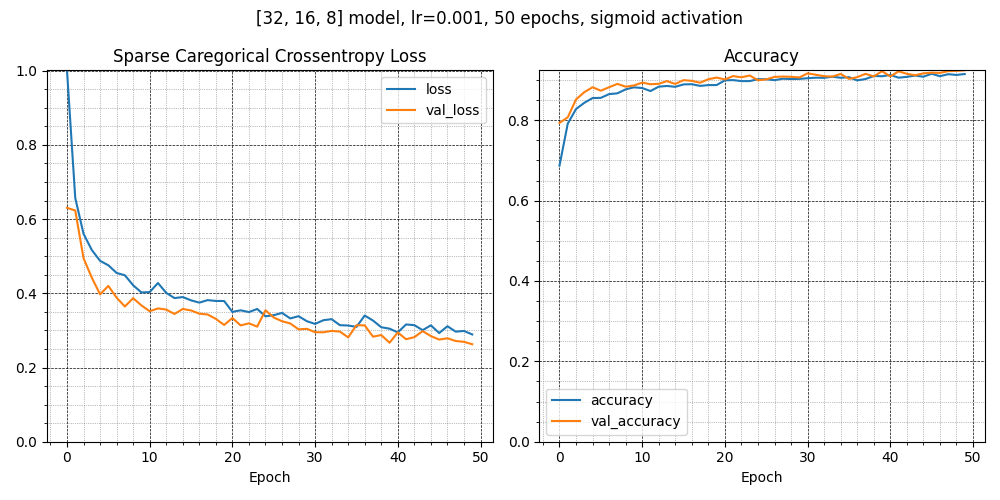 [32, 16, 8] model, lr=0.001, 50 epochs, sigmoid activation
Sparse Caregorical Crossentropy Loss
1.0
0.8
0.6
0.4
0.2
0.0
0
10
20
30
40
50
Epoch
loss
val_loss
Accuracy
0.8
0.6
0.4
0.2
0.0
0
10
20
30
40
50
Epoch
accuracy
val_accuracy